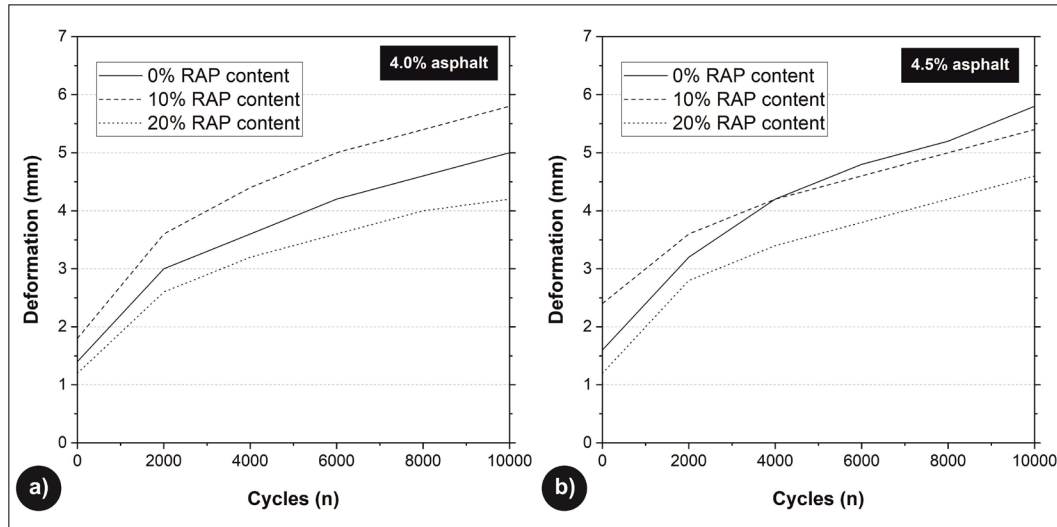 7
6
5
4
3
2
1
0
Deformation (mm)
4.0% asphalt
0% RAP content
10% RAP content
20% RAP content
0 2000 4000 6000 8000 10000
Cycles (n)
a)
7
6
5
4
3
2
1
0
Deformation (mm)
4.5% asphalt
0% RAP content
10% RAP content
20% RAP content
0 2000 4000 6000 8000 10000
Cycles (n)
b)